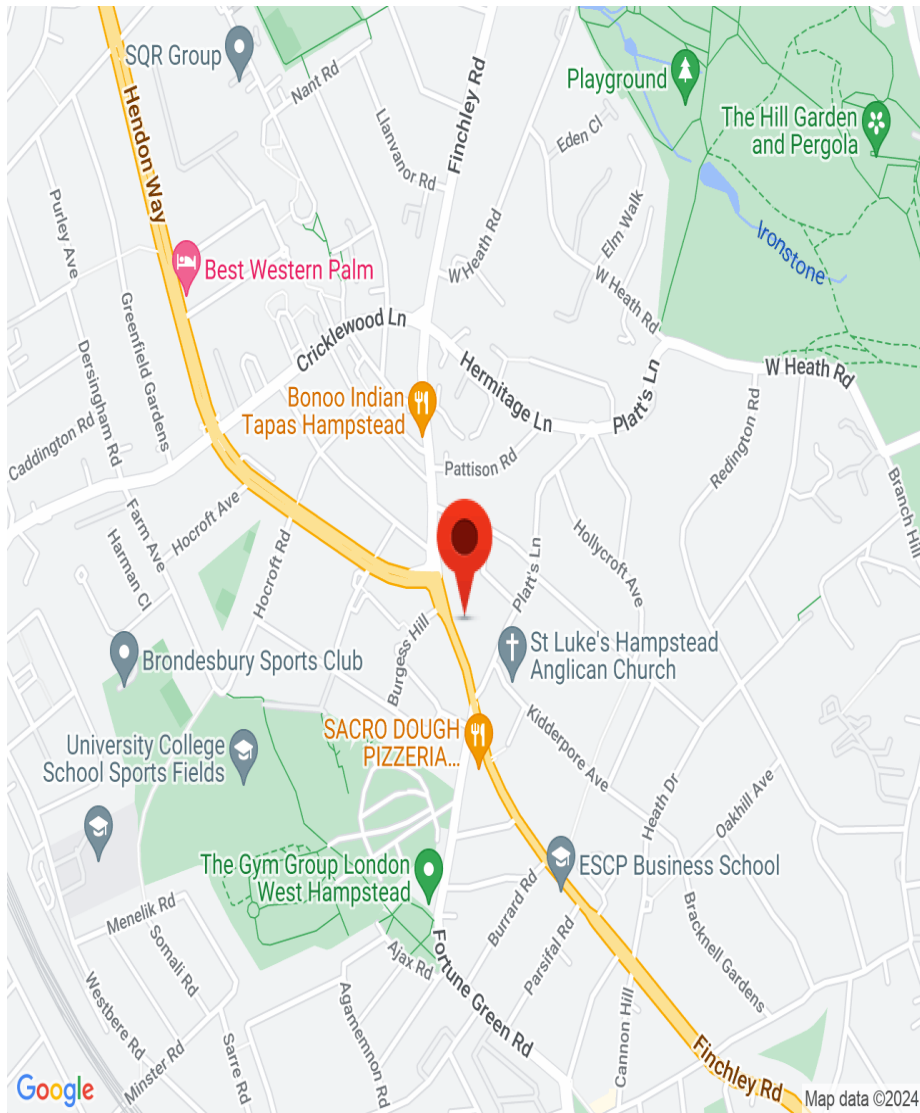 SQR Group
Nant Rd
Finchley Rd
Playground
The Hill Garden
and Pergola
Hendon Way
Llanvanor Rd
Eden Cl
Purley Ave
W Heath Rd
Elm Walk
Ironstone
Best Western Palm
W Heath Rd
Greenfield Gardens
Cricklewood Ln
Dersingham Rd
Hermitage Ln
Platt's Ln
W Heath Rd
Bonoo Indian
Tapas Hampstead
Redington Rd
Caddington Rd
Pattison Rd
Branch Hill
Hocroft Ave
Farm Ave
Harman Cl
Hocroft Rd
Platt's Ln
Hollycroft Ave
Burgess Hill
St Luke's Hampstead
Anglican Church
Brondesbury Sports Club
SACRO DOUGH
PIZZERIA...
Kidderpore Ave
University College
School Sports Fields
Heath Dr
Oakhill Ave
The Gym Group London
West Hampstead
ESCP Business School
Menelik Rd
Somali Rd
Burrard Rd
Parsifal Rd
Bracknell Gardens
Ajax Rd
Fortune Green Rd
Westbere Rd
Agamemnon Rd
Cannon Hill
Minster Rd
Sarre Rd
Finchley Rd
Google
Map data ©2024